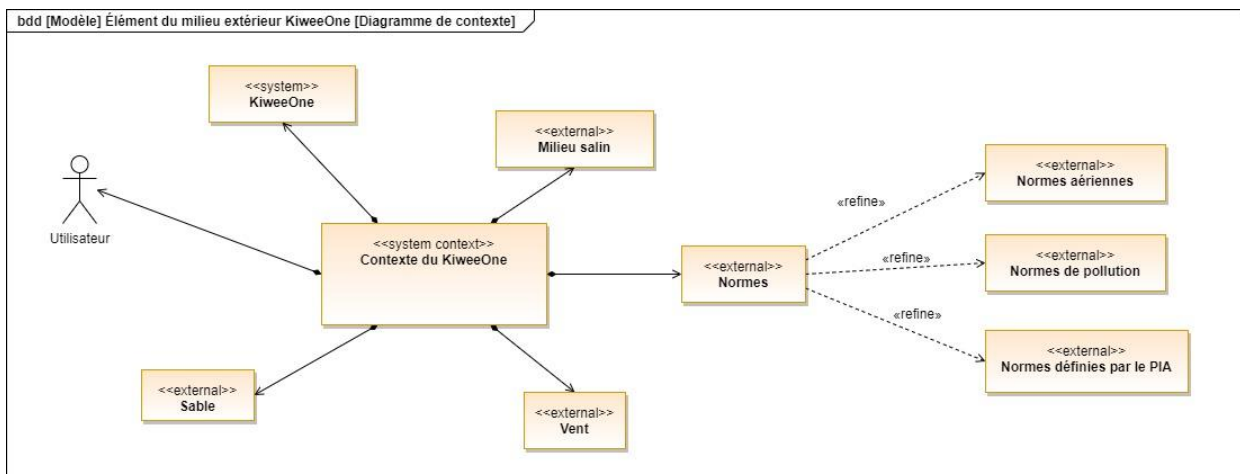 bdd [Modèle] Élément du milieu extérieur KiweeOne [Diagramme de contexte]
<<system>>
KiweeOne
<<external>>
Milieu salin
<<external>>
Normes aériennes
«refine»
Utilisateur
<<system context>>
Contexte du KiweeOne
<<external>>
Normes
«refine»
<<external>>
Normes de pollution
«refine»
<<external>>
Normes définies par le PIA
<<external>>
Sable
<<external>>
Vent